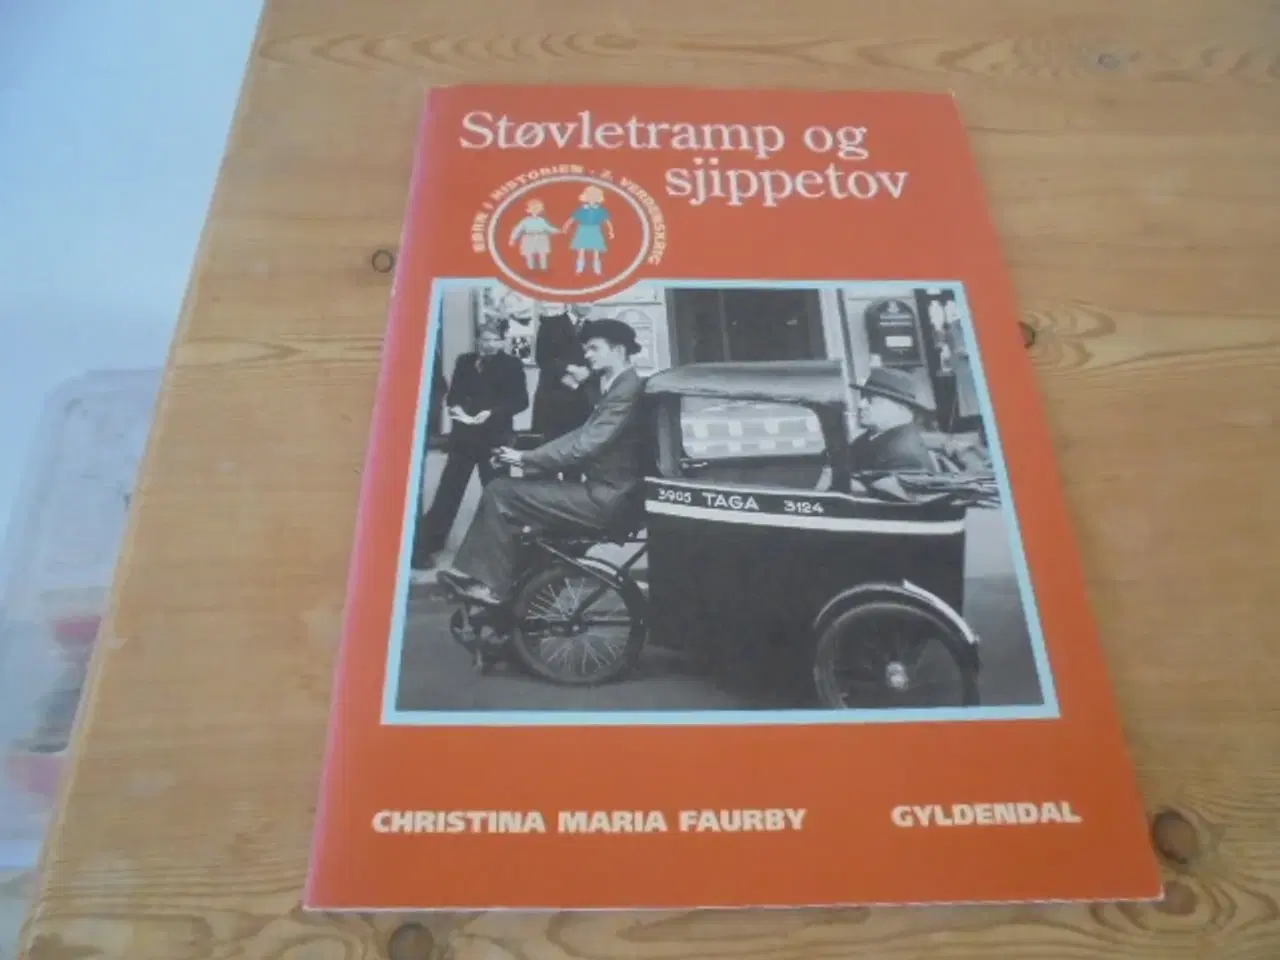 Støvletramp og
sjippetov
BØRN I HISTORIEN · 2. VERDENSKRIG
3905 TAGA 3124
CHRISTINA MARIA FAURBY
GYLDENDAL